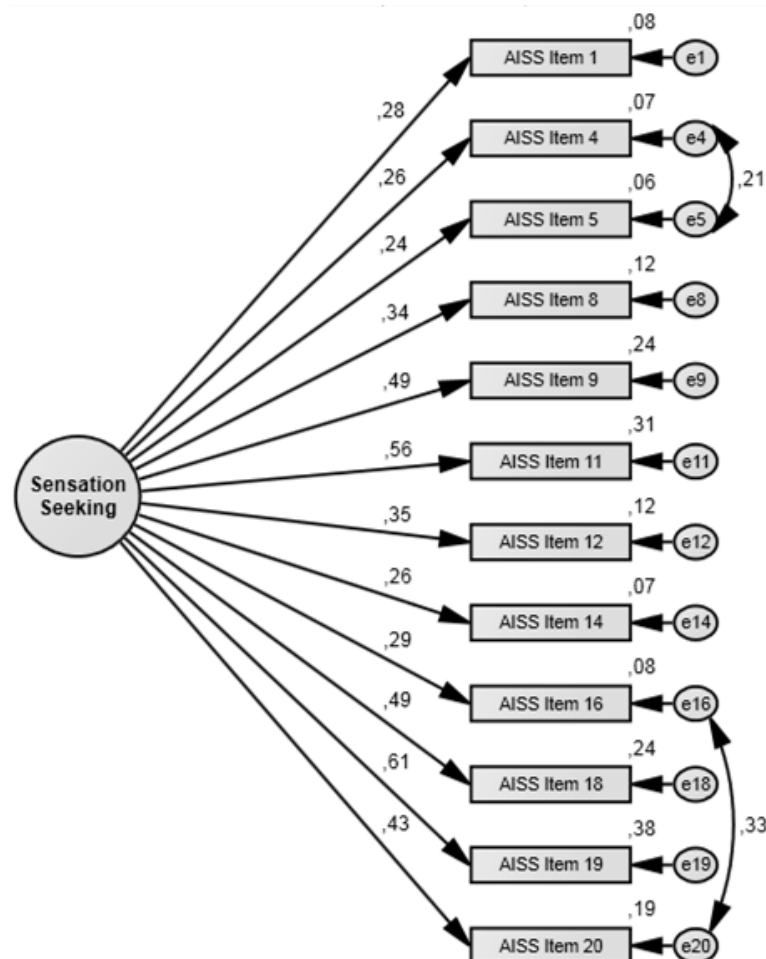 ,08
AISS Item 1
e1
,28
,07
AISS Item 4
e4
,26
,21
,06
AISS Item 5
e5
,24
,12
AISS Item 8
e8
,34
,24
AISS Item 9
e9
,49
,31
AISS Item 11
e11
,56
Sensation
Seeking
,12
AISS Item 12
e12
,35
,07
AISS Item 14
e14
,26
,08
AISS Item 16
e16
,29
,24
AISS Item 18
e18
,49
,33
,38
AISS Item 19
e19
,61
,19
AISS Item 20
e20
,43